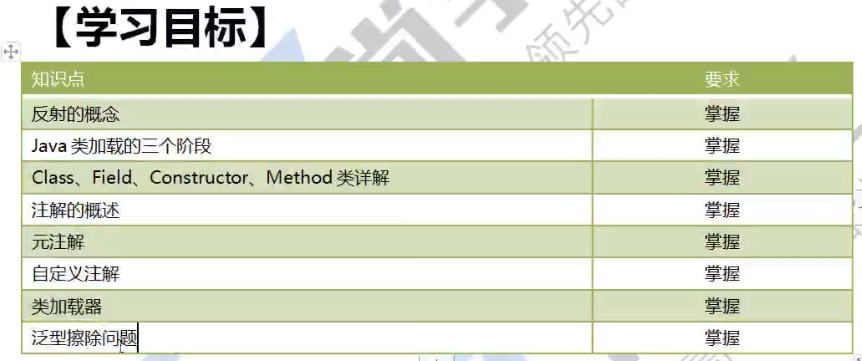 【学习目标】
知识点 要求
反射的概念 掌握
Java 类加载的三个阶段 掌握
Class、Field、Constructor、Method 类详解 掌握
注解的概述 掌握
元注解 掌握
自定义注解 掌握
类加载器 掌握
泛型擦除问题 掌握
领先